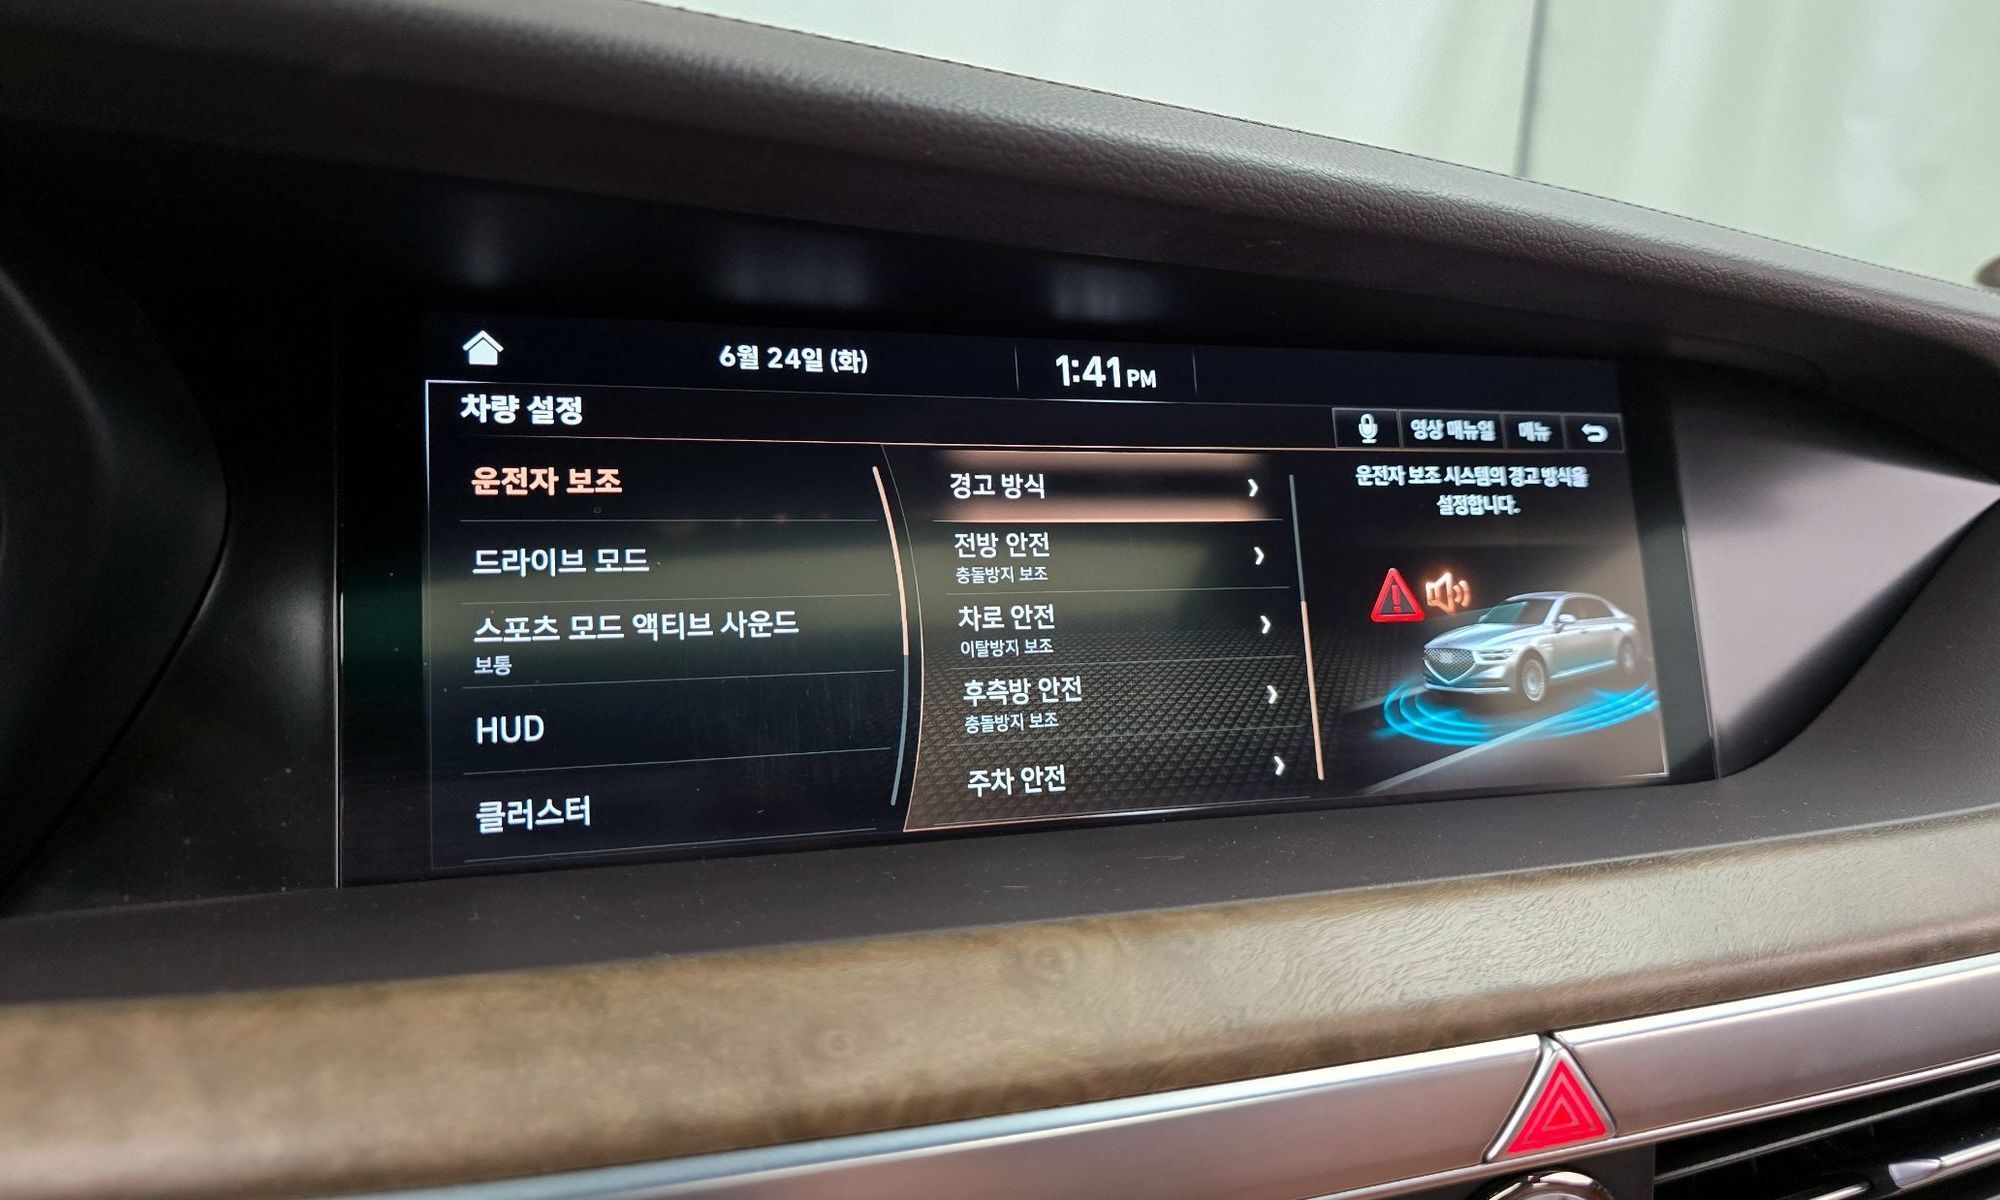 6월 24일 (화)
1:41 PM
차량 설정
영상 매뉴얼
메뉴
운전자 보조
드라이브 모드
스포츠 모드 액티브 사운드
보통
HUD
클러스터
경고 방식
전방 안전
충돌방지 보조
차로 안전
이탈방지 보조
후측방 안전
충돌방지 보조
주차 안전
운전자 보조 시스템의 경고 방식을
설정합니다.